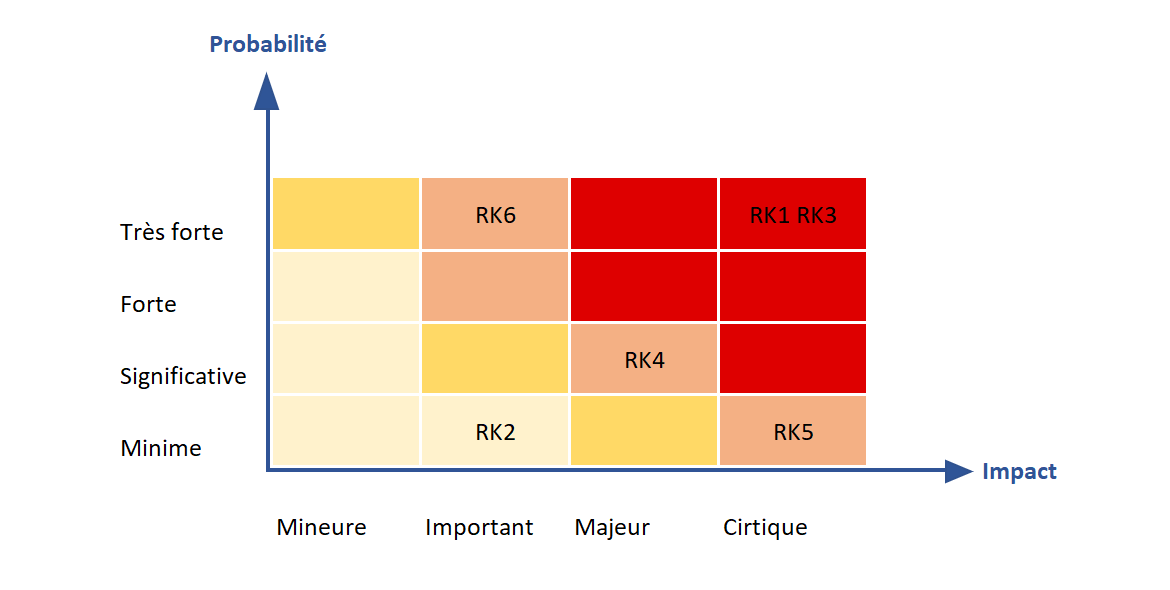 Probabilité
RK6 RK1 RK3
Très forte
Forte
RK4
Significative
RK2 RK5
Minime
Impact
Mineure Important Majeur Cirtique